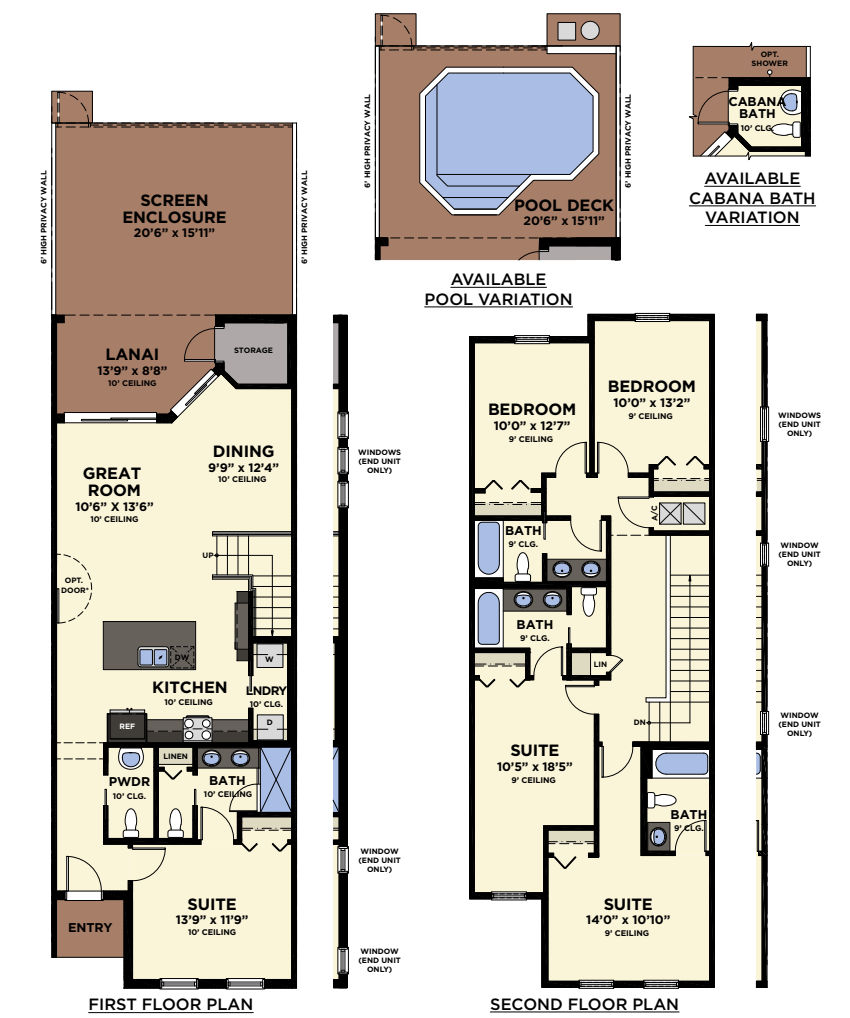 OPT.
SHOWER
CABANA
BATH
10' CLG.
AVAILABLE
CABANA BATH
VARIATION
6' HIGH PRIVACY WALL
6' HIGH PRIVACY WALL
POOL DECK
20'6" x 15'11"
AVAILABLE
POOL VARIATION
6' HIGH PRIVACY WALL
6' HIGH PRIVACY WALL
SCREEN
ENCLOSURE
20'6" x 15'11"
LANAI
13'9" x 8'8"
10' CEILING
STORAGE
DINING
9'9" x 12'4"
10' CEILING
GREAT
ROOM
10'6" X 13'6"
10' CEILING
WINDOWS
(END UNIT
ONLY)
UP
OPT.
DOOR*
DW
W
KITCHEN
10' CEILING
LNDRY
10' CLG.
REF
D
LINEN
PWDR
10' CLG.
BATH
10' CEILING
WINDOW
(END UNIT
ONLY)
SUITE
13'9" x 11'9"
10' CEILING
ENTRY
WINDOW
(END UNIT
ONLY)
FIRST FLOOR PLAN
BEDROOM
10'0" x 12'7"
9' CEILING
BEDROOM
10'0" x 13'2"
9' CEILING
WINDOWS
(END UNIT
ONLY)
A/C
BATH
9' CLG.
WINDOW
(END UNIT
ONLY)
BATH
9' CLG.
LIN
DN
WINDOW
(END UNIT
ONLY)
SUITE
10'5" x 18'5"
9' CEILING
BATH
9' CLG.
SUITE
14'0" x 10'10"
9' CEILING
SECOND FLOOR PLAN